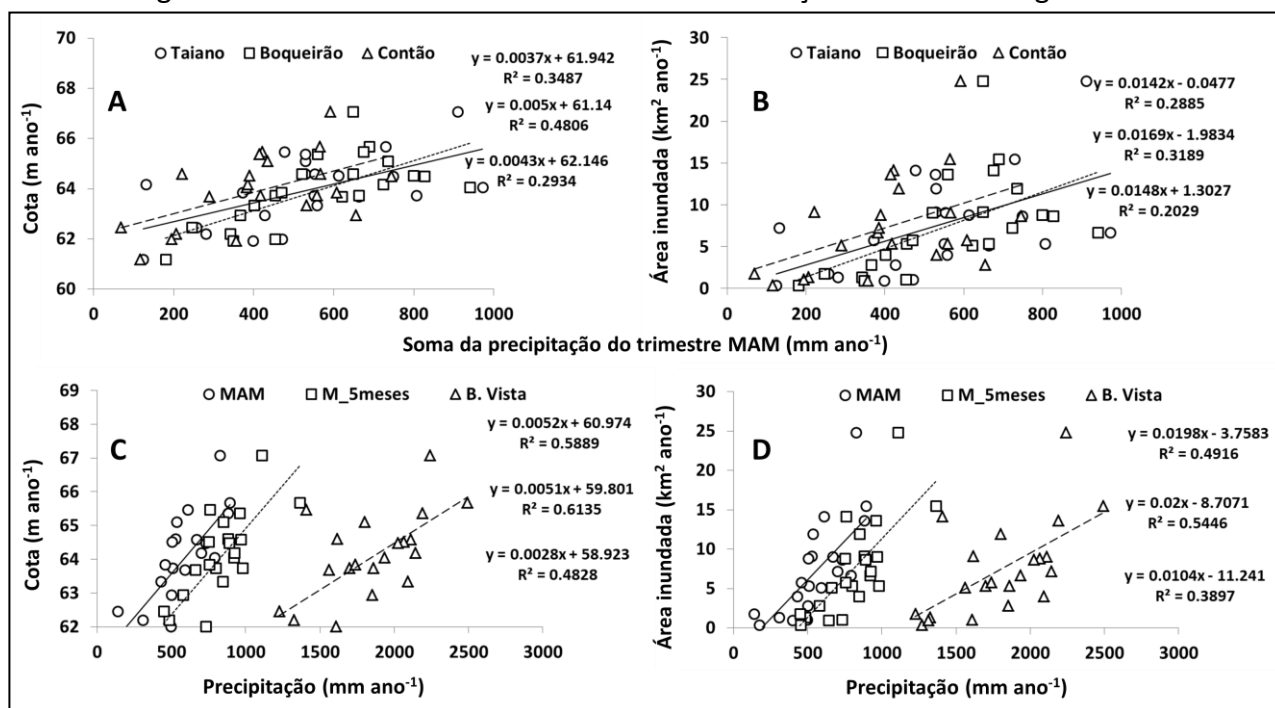 70
68
66
64
62
60
Cota (m ano⁻¹)
Taiano Boqueirão Contão
A
y = 0.0037x + 61.942
R² = 0.3487
y = 0.005x + 61.14
R² = 0.4806
y = 0.0043x + 62.146
R² = 0.2934
0 200 400 600 800 1000
30
25
20
15
10
5
0
Área inundada (km² ano⁻¹)
Taiano Boqueirão Contão
B
y = 0.0142x - 0.0477
R² = 0.2885
y = 0.0169x - 1.9834
R² = 0.3189
y = 0.0148x + 1.3027
R² = 0.2029
0 200 400 600 800 1000
Soma da precipitação do trimestre MAM (mm ano⁻¹)
69
68
67
66
65
64
63
62
Cota (m ano⁻¹)
MAM M_5meses B. Vista
C
y = 0.0052x + 60.974
R² = 0.5889
y = 0.0051x + 59.801
R² = 0.6135
y = 0.0028x + 58.923
R² = 0.4828
0 500 1000 1500 2000 2500 3000
Precipitação (mm ano⁻¹)
30
25
20
15
10
5
0
Área inundada (km² ano⁻¹)
MAM M_5meses B. Vista
D
y = 0.0198x - 3.7583
R² = 0.4916
y = 0.02x - 8.7071
R² = 0.5446
y = 0.0104x - 11.241
R² = 0.3897
0 500 1000 1500 2000 2500 3000
Precipitação (mm ano⁻¹)